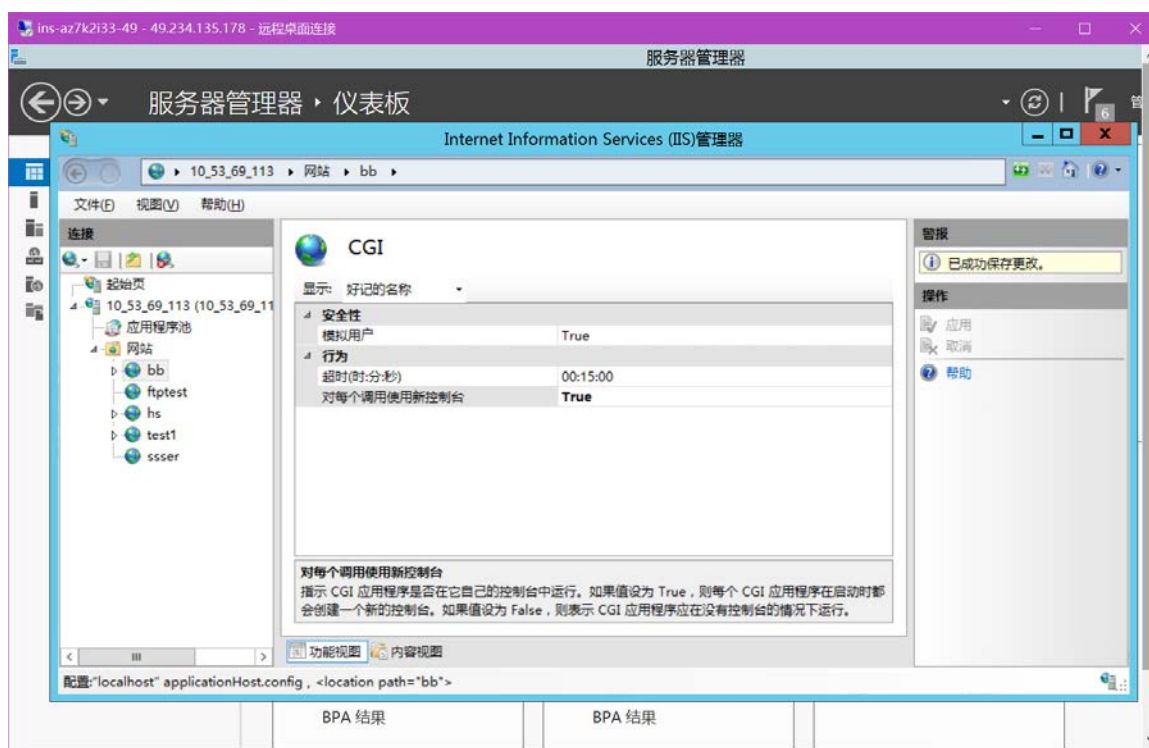 ins-az7k2i33-49 - 49.234.135.178 - 远程桌面连接
服务器管理器
服务器管理器 · 仪表板
6
Internet Information Services (IIS)管理器
10_53_69_113 网站 bb
文件(F) 视图(V) 帮助(H)
连接
起始页
10_53_69_113 (10_53_69_11
应用程序池
网站
bb
ftptest
hs
test1
ssser
CGI
显示: 好记的名称
安全性
模拟用户 True
行为
超时(时:分:秒) 00:15:00
对每个调用使用新控制台 True
对每个调用使用新控制台
指示 CGI 应用程序是否在它自己的控制台中运行。如果值设为 True，则每个 CGI 应用程序在启动时都
会创建一个新的控制台。如果值设为 False，则表示 CGI 应用程序应在没有控制台的情况下运行。
功能视图 内容视图
警报
已成功保存更改。
操作
应用
取消
帮助
配置:"localhost" applicationHost.config , <location path="bb">
BPA 结果 BPA 结果